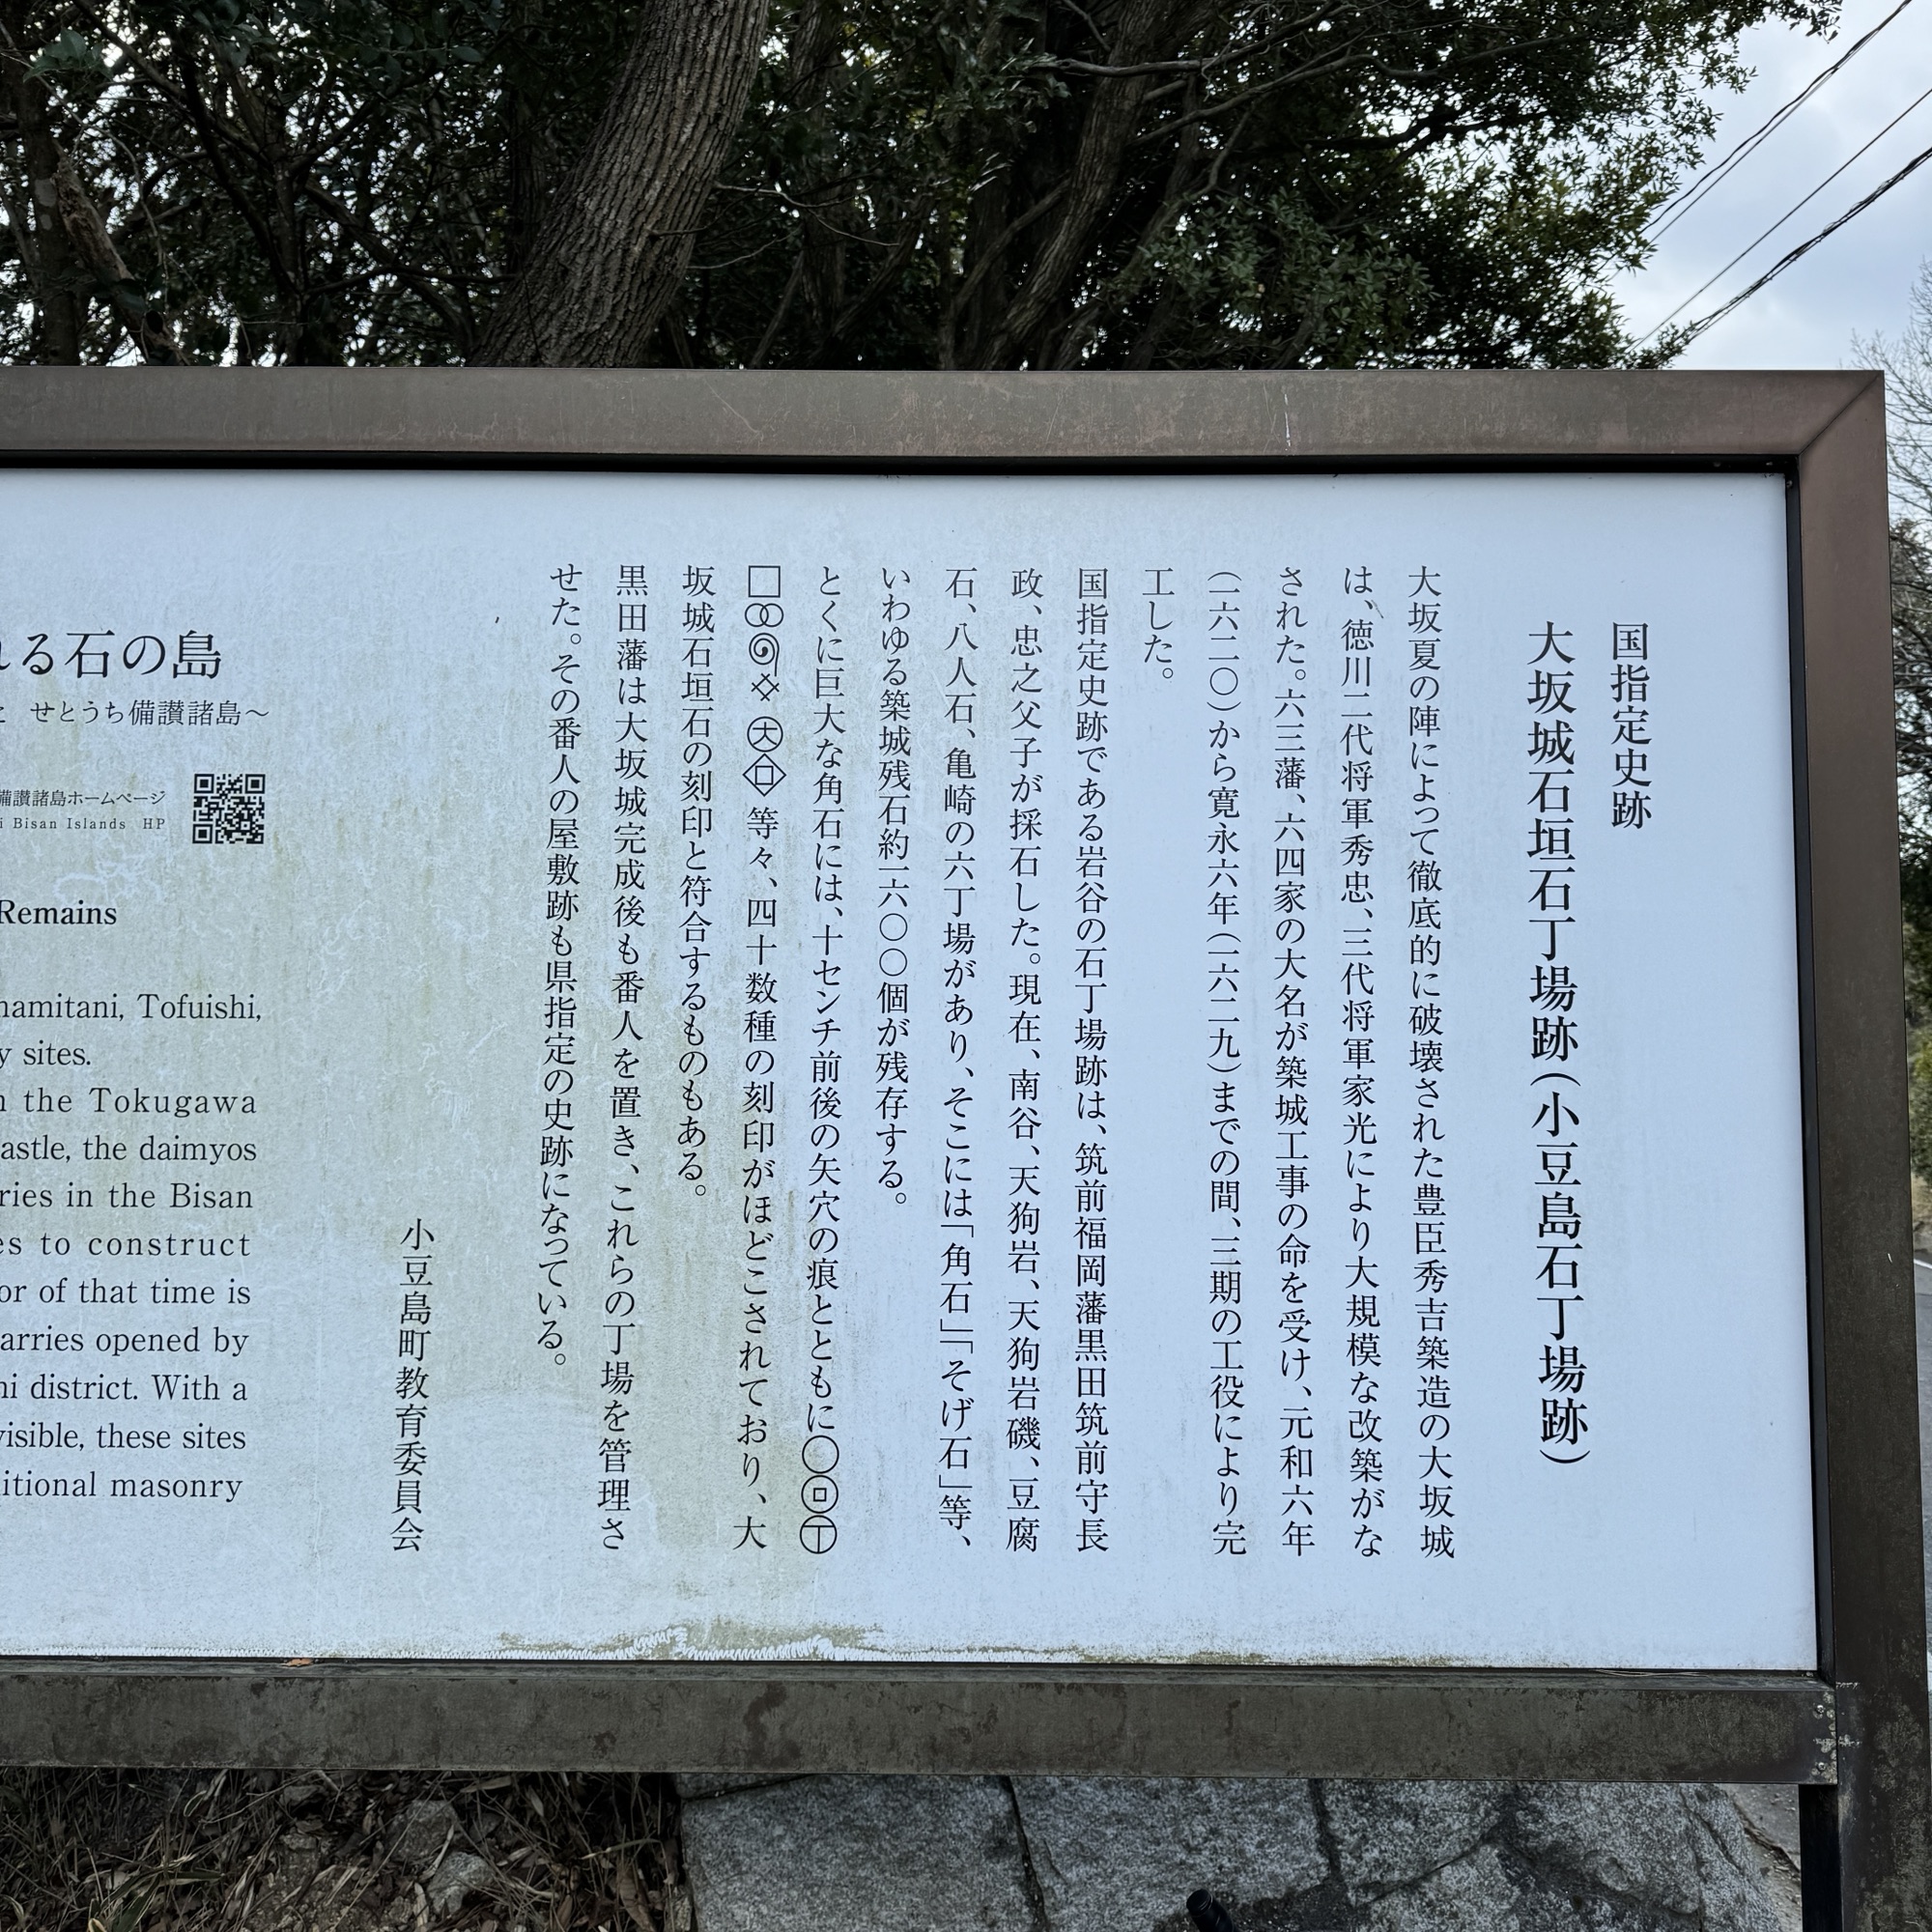 国指定史跡
大坂城石垣石丁場跡(小豆島石丁場跡)
大坂夏の陣によって徹底的に破壊された豊臣秀吉築造の大坂城
は、徳川二代将軍秀忠、三代将軍家光により大規模な改築がな
された。六三藩、六四家の大名が築城工事の命を受け、元和六年
(一六二〇)から寛永六年(一六二九)までの間、三期の工役により完
工した。
国指定史跡である岩谷の石丁場跡は、筑前福岡藩黒田筑前守長
政、忠之父子が採石した。現在、南谷、天狗岩、天狗岩磯、豆腐
石、八人石、亀崎の六丁場があり、そこには「角石」「そげ石」等、
いわゆる築城残石約一六〇〇個が残存する。
とくに巨大な角石には、十センチ前後の矢穴の痕とともに
等々、四十数種の刻印がほどこされており、大
坂城石垣石の刻印と符合するものもある。
黒田藩は大坂城完成後も番人を置き、これらの丁場を管理さ
せた。その番人の屋敷跡も県指定の史跡になっている。
小豆島町教育委員会
れる石の島
せとうち備讃諸島〜
備讃諸島ホームページ
i Bisan Islands HP
Remains
namitani, Tofuishi,
y sites.
n the Tokugawa
astle, the daimyos
ries in the Bisan
es to construct
or of that time is
arries opened by
ni district. With a
visible, these sites
ditional masonry